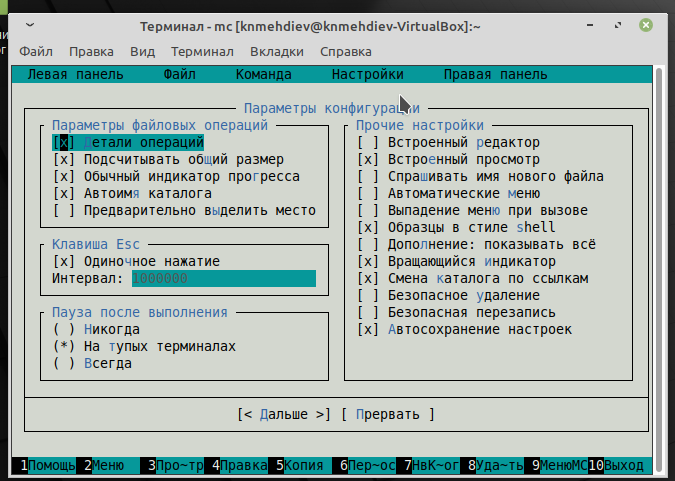 Терминал - mc [knmehdiev@knmehdiev-VirtualBox]:~
Файл Правка Вид Терминал Вкладки Справка
Левая панель Файл Команда Настройки Правая панель
Параметры конфигурации
Параметры файловых операций
[x] Детали операций
[x] Подсчитывать общий размер
[x] Обычный индикатор прогресса
[x] Автоимя каталога
[ ] Предварительно выделить место
Клавиша Esc
[x] Одиночное нажатие
Интервал: 1000000
Пауза после выполнения
( ) Никогда
(*) На тупых терминалах
( ) Всегда
Прочие настройки
[ ] Встроенный редактор
[x] Встроенный просмотр
[ ] Спрашивать имя нового файла
[ ] Автоматические меню
[ ] Выпадение меню при вызове
[x] Образцы в стиле shell
[ ] Дополнение: показывать всё
[x] Вращающийся индикатор
[x] Смена каталога по ссылкам
[ ] Безопасное удаление
[ ] Безопасная перезапись
[x] Автосохранение настроек
[< Дальше >] [ Прервать ]
1Помощь 2Меню 3Про~тр 4Правка 5Копия 6Пер~ос 7НвК~ог 8Уда~ть 9МенюMC 10Выход